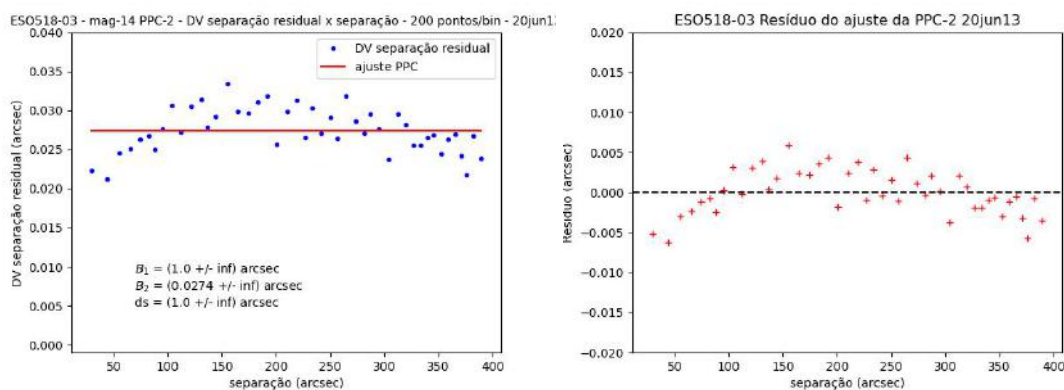 ESO518-03 - mag-14 PPC-2 - DV separação residual x separação - 200 pontos/bin - 20jun13
DV separação residual (arcsec)
0.040
0.035
0.030
0.025
0.020
0.015
0.010
0.005
0.000
DV separação residual
ajuste PPC
B₁ = (1.0 +/- inf) arcsec
B₂ = (0.0274 +/- inf) arcsec
ds = (1.0 +/- inf) arcsec
50 100 150 200 250 300 350 400
separação (arcsec)
ESO518-03 Resíduo do ajuste da PPC-2 20jun13
Resíduo (arcsec)
0.020
0.015
0.010
0.005
0.000
−0.005
−0.010
−0.015
−0.020
50 100 150 200 250 300 350 400
separação (arcsec)